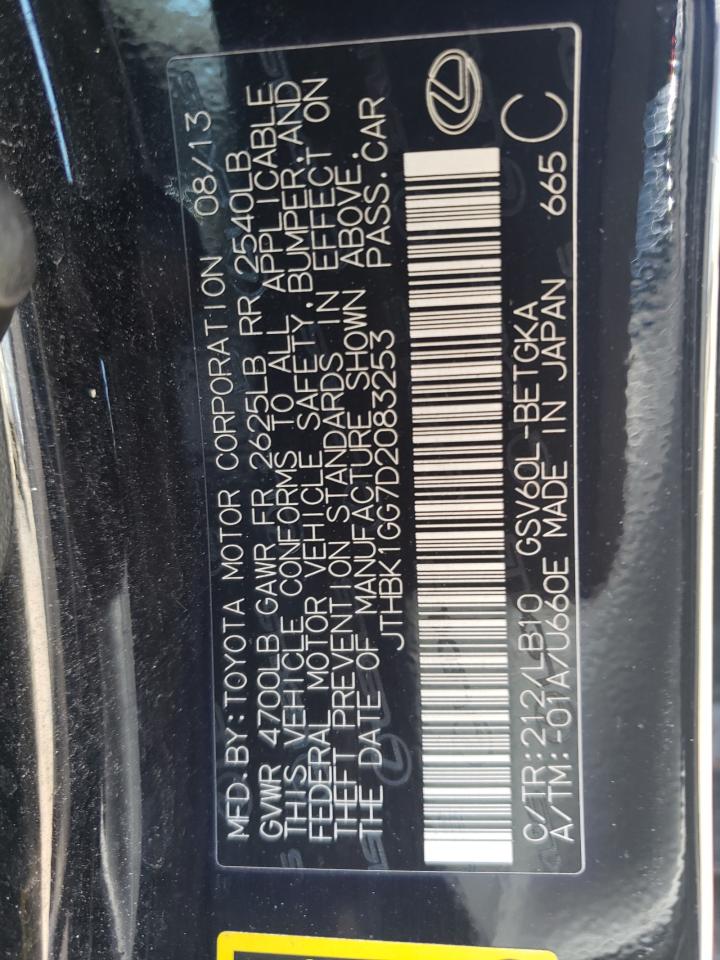 MFD.BY:TOYOTA MOTOR CORPORATION 08/13
GVWR 4700LB GAWR FR 2625LB RR 2540LB
THIS VEHICLE CONFORMS TO ALL APPLICABLE
FEDERAL MOTOR VEHICLE SAFETY, BUMPER, AND
THEFT PREVENTION STANDARDS IN EFFECT ON
THE DATE OF MANUFACTURE SHOWN ABOVE.
JTHBK1GG7D2083253 PASS.CAR
C/TR:212/LB10 GSV60L-BETGKA
A/TM:-01A/U660E MADE IN JAPAN 665 C